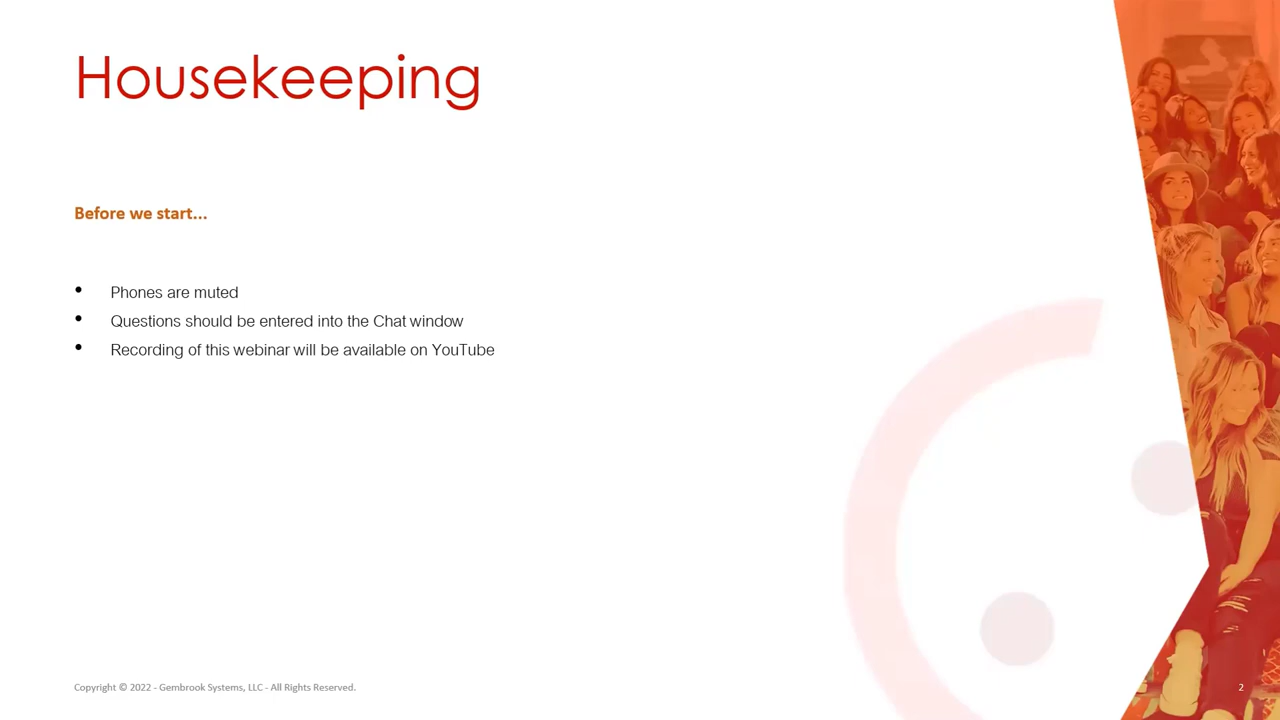 Housekeeping
Before we start...
• Phones are muted
• Questions should be entered into the Chat window
• Recording of this webinar will be available on YouTube
Copyright © 2022 - Gembrook Systems, LLC - All Rights Reserved.
2